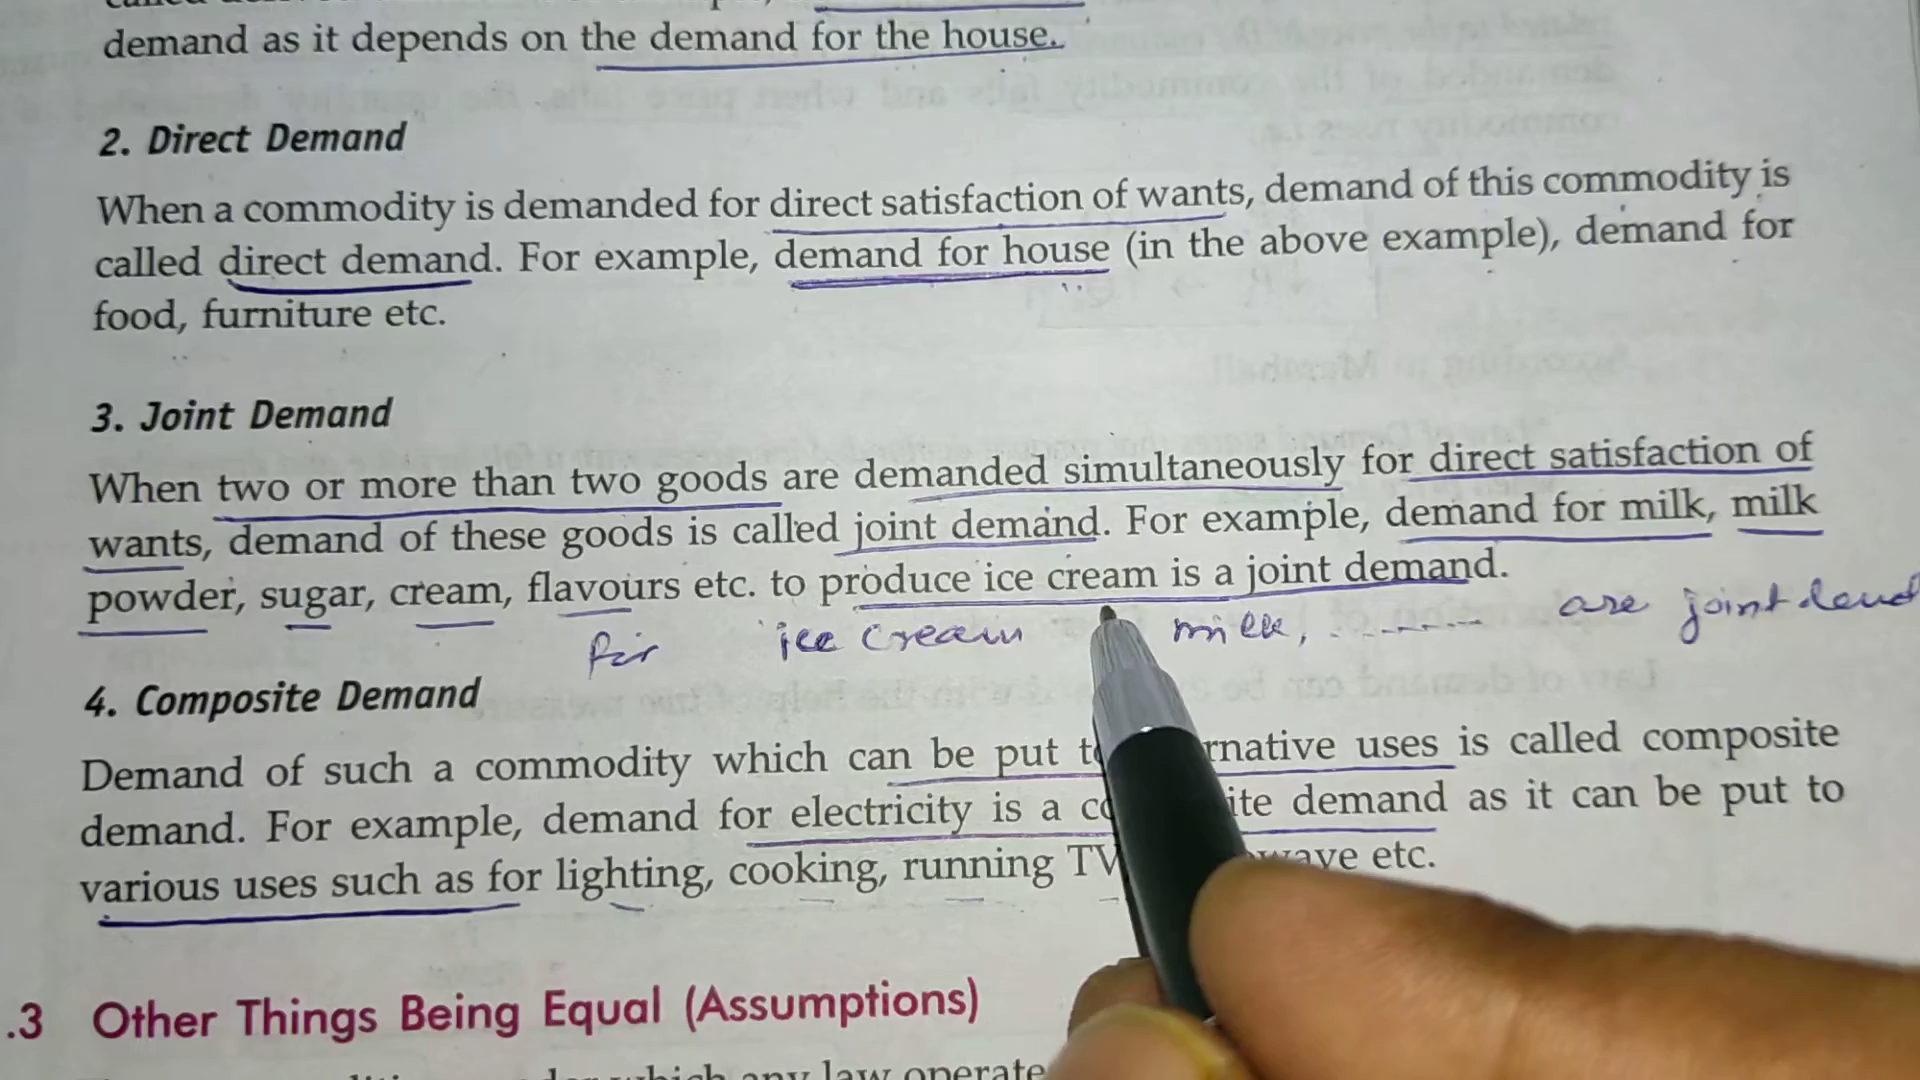 demand as it depends on the demand for the house.
2. Direct Demand
When a commodity is demanded for direct satisfaction of wants, demand of this commodity is
called direct demand. For example, demand for house (in the above example), demand for
food, furniture etc.
3. Joint Demand
When two or more than two goods are demanded simultaneously for direct satisfaction of
wants, demand of these goods is called joint demand. For example, demand for milk, milk
powder, sugar, cream, flavours etc. to produce ice cream is a joint demand.
ice cream milk, are joint
4. Composite Demand
Demand of such a commodity which can be put uses is called composite
demand. For example, demand for electricity is a demand as it can be put to
various uses such as for lighting, cooking, running TV etc.
.3 Other Things Being Equal (Assumptions)
which any law operate